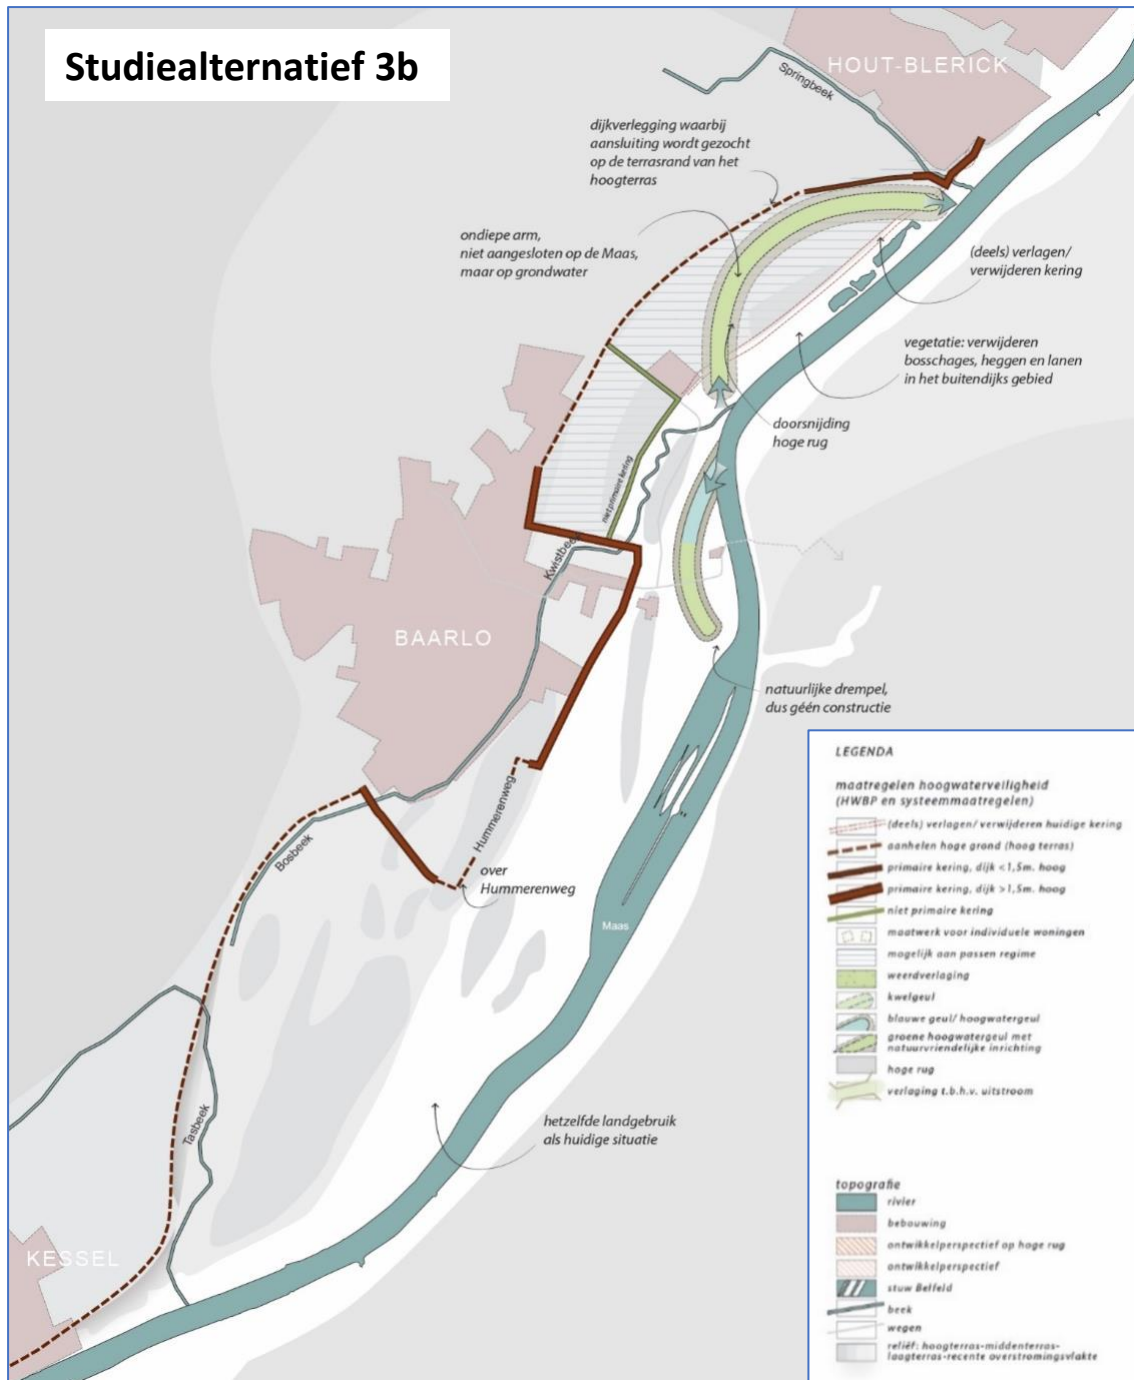 Studiealternatief 3b
HOUT-BLERICK
Springbeek
dijkverlegging waarbij
aansluiting wordt gezocht
op de terrasrand van het
hoogterras
ondiepe arm,
niet aangesloten op de Maas,
maar op grondwater
(deels) verlagen/
verwijderen kering
vegetatie: verwijderen
bosschages, heggen en lanen
in het buitendijks gebied
doorsnijding
hoge rug
niet primaire kering
Kwistbeek
BAARLO
natuurlijke drempel,
dus géén constructie
Hummerenweg
Bosbeek
over
Hummerenweg
Maas
Tasbeek
hetzelfde landgebruik
als huidige situatie
KESSEL
LEGENDA
maatregelen hoogwaterveiligheid
(HWBP en systeemmaatregelen)
(deels) verlagen/ verwijderen huidige kering
aanhelen hoge grond (hoog terras)
primaire kering, dijk <1,5m. hoog
primaire kering, dijk >1,5m. hoog
niet primaire kering
maatwerk voor individuele woningen
mogelijk aan passen regime
weerdverlaging
kwelgeul
blauwe geul/ hoogwatergeul
groene hoogwatergeul met
natuurvriendelijke inrichting
hoge rug
verlaging t.b.h.v. uitstroom
topografie
rivier
bebouwing
ontwikkelperspectief op hoge rug
ontwikkelperspectief
stuw Belfeld
beek
wegen
reliëf: hoogterras-middenterras-
laagterras-recente overstromingsvlakte